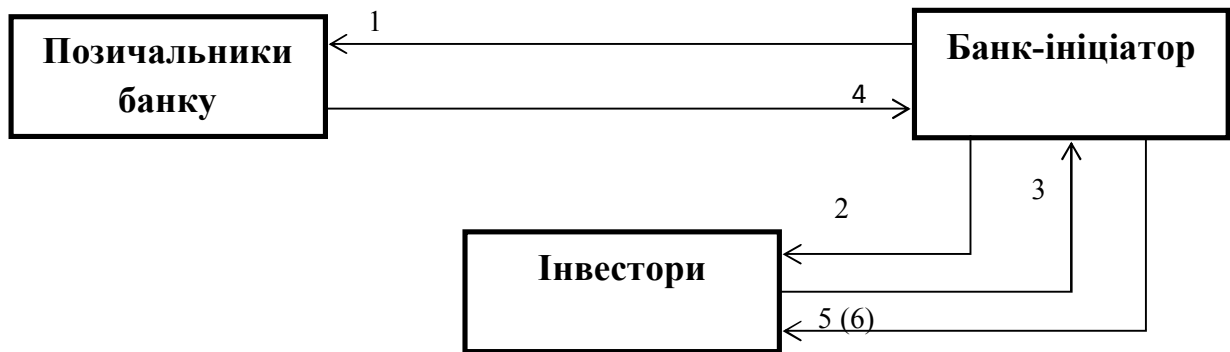 1
Позичальники
банку
Банк-ініціатор
4
2
3
Інвестори
5 (6)